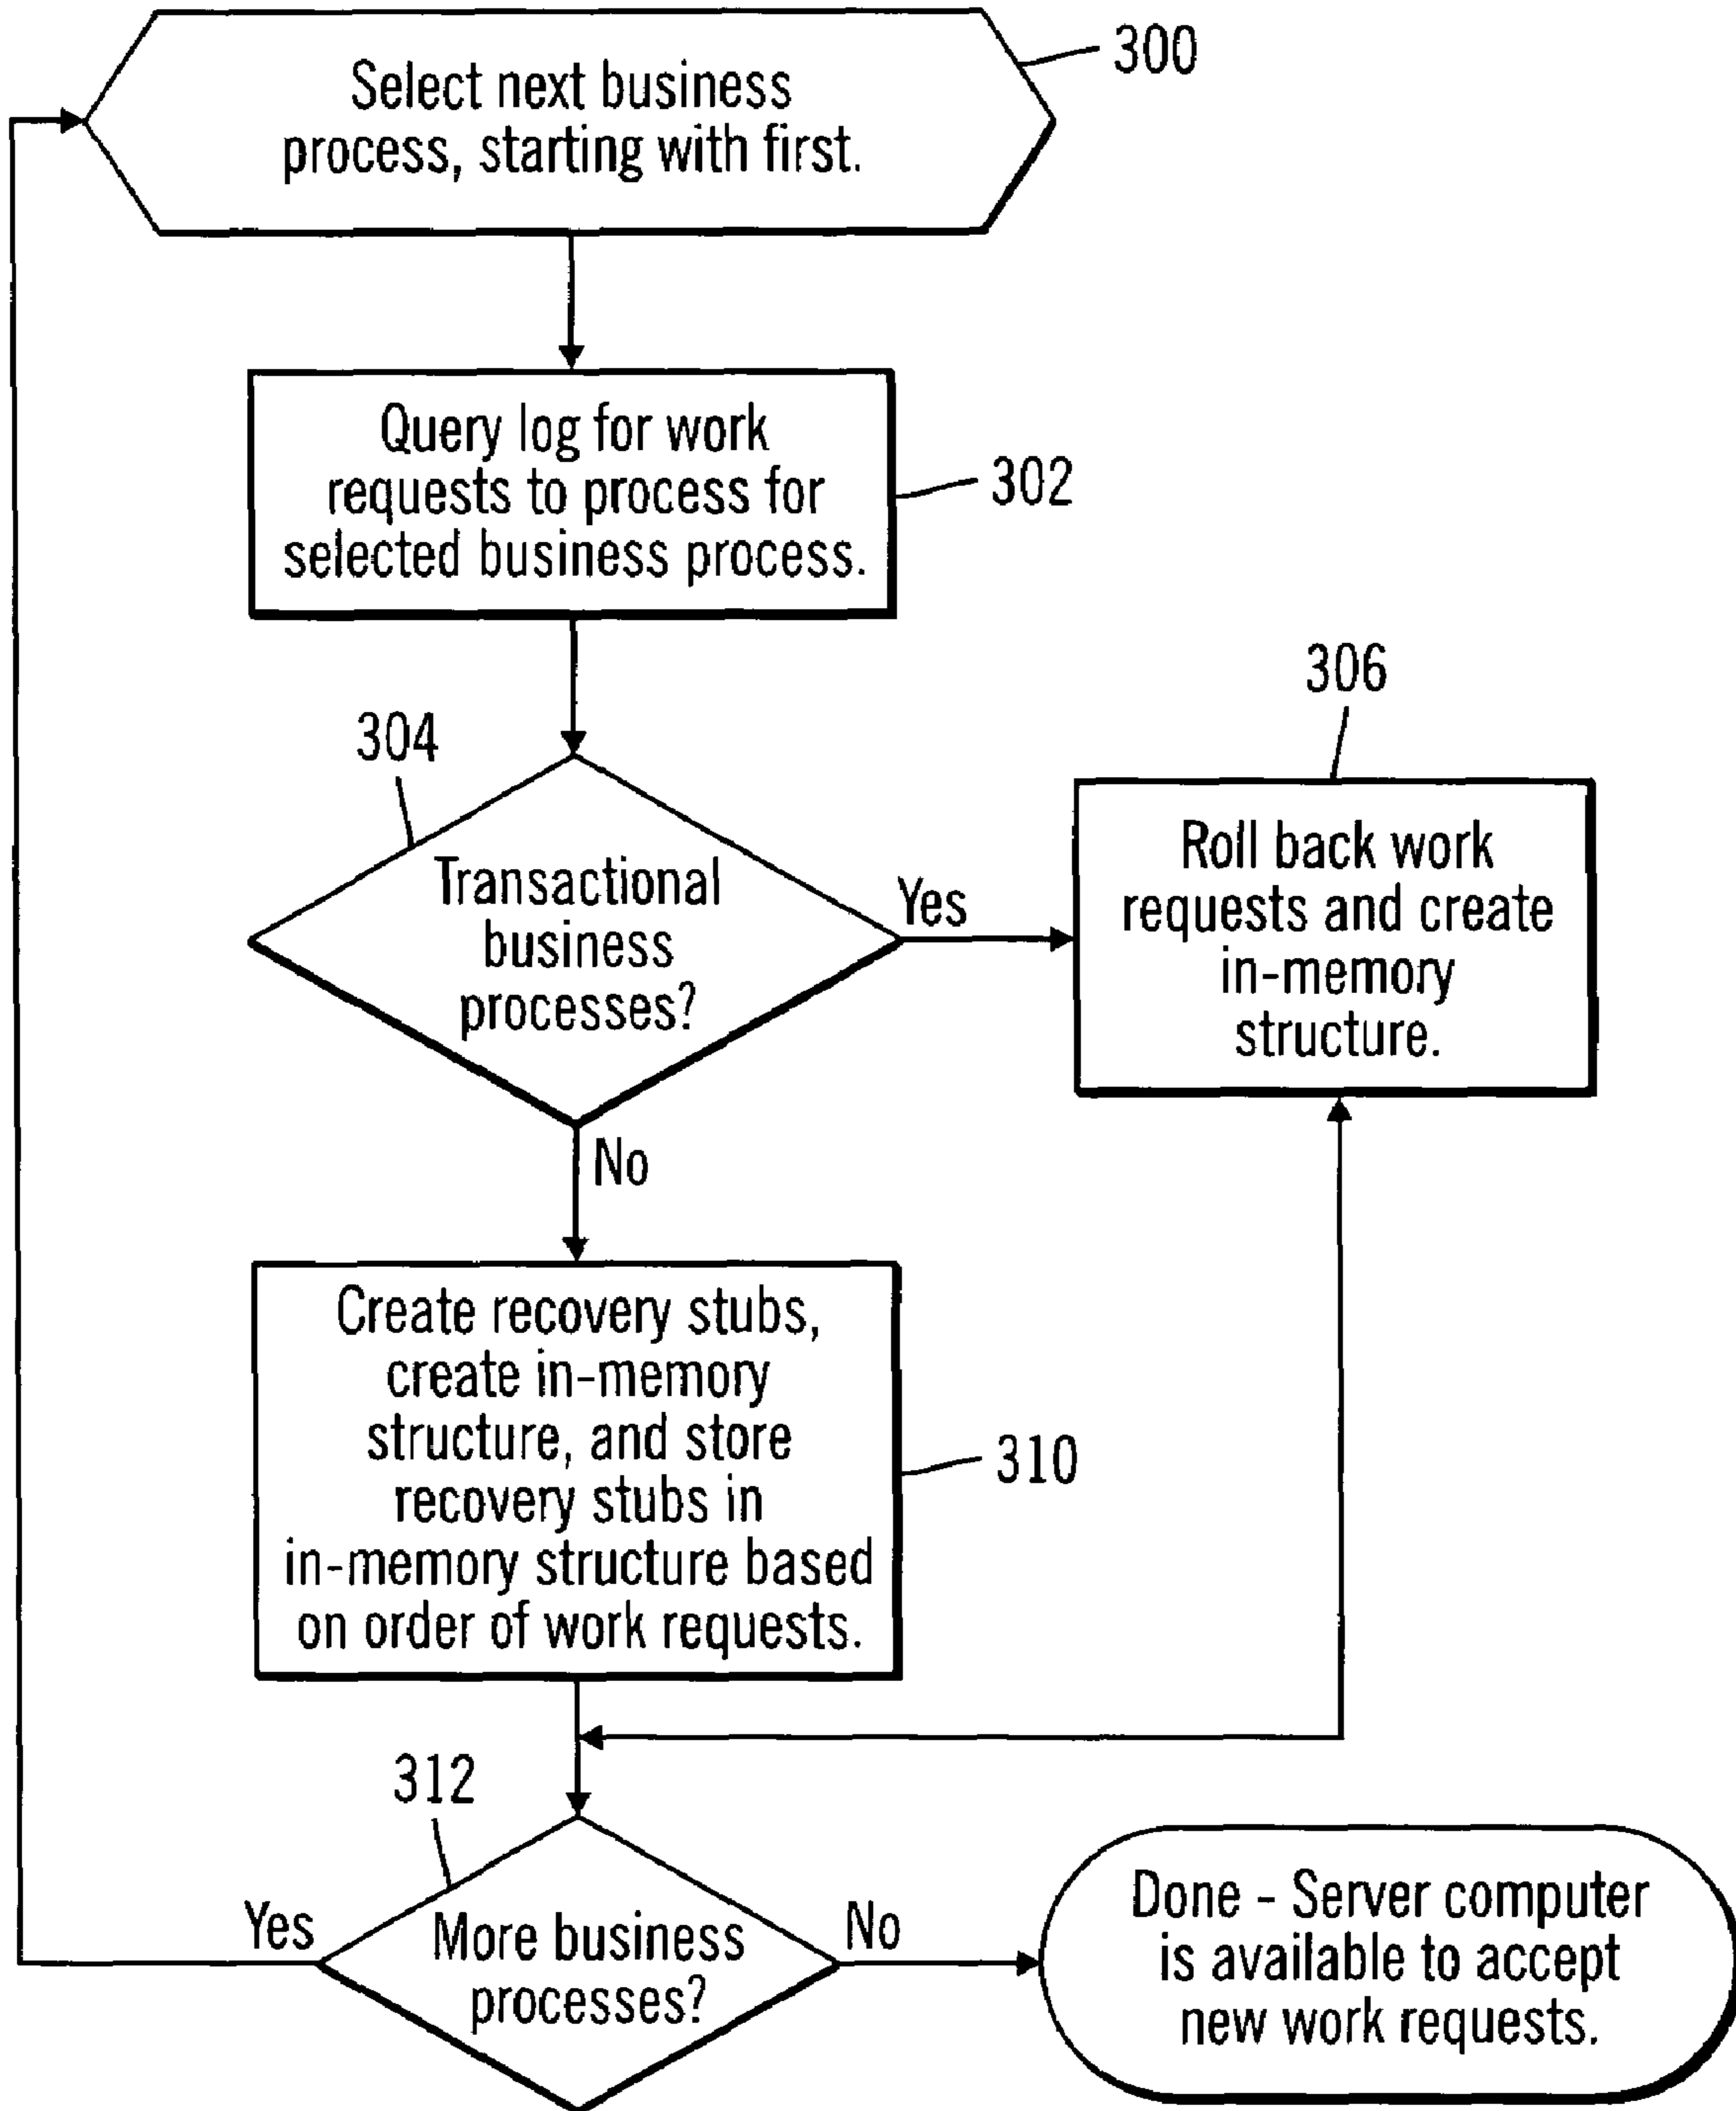 300
Select next business
process, starting with first.
Query log for work
requests to process for
selected business process.
302
304
Transactional
business
processes?
Yes
No
306
Roll back work
requests and create
in-memory
structure.
Create recovery stubs,
create in-memory
structure, and store
recovery stubs in
in-memory structure based
on order of work requests.
310
312
More business
processes?
Yes
No
Done - Server computer
is available to accept
new work requests.